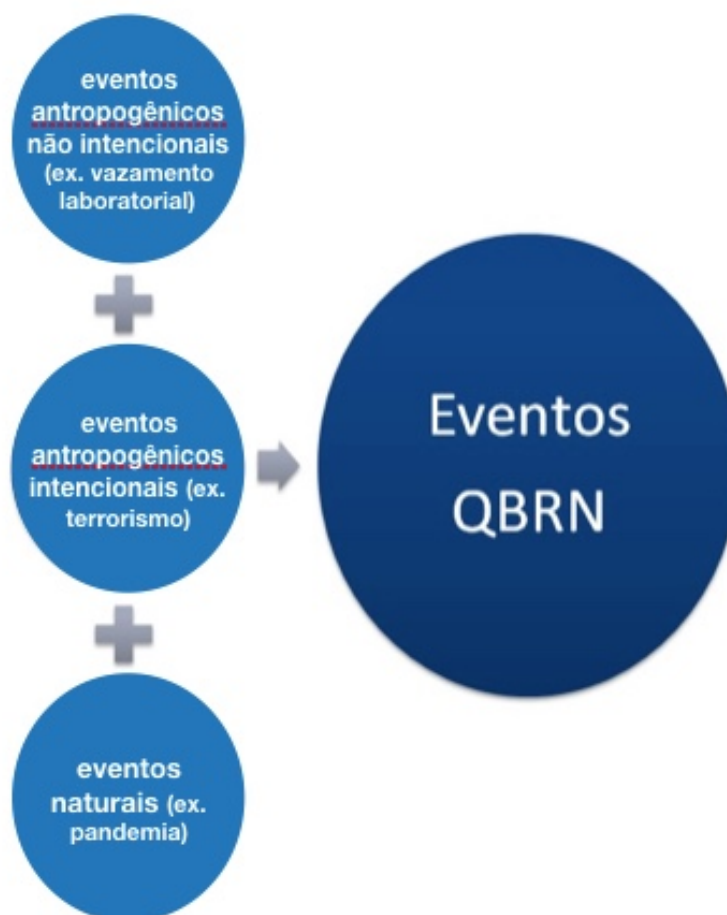 eventos
antropogênicos
não intencionais
(ex. vazamento
laboratorial)
eventos
antropogênicos
intencionais (ex.
terrorismo)
eventos
naturais (ex.
pandemia)
Eventos
QBRN